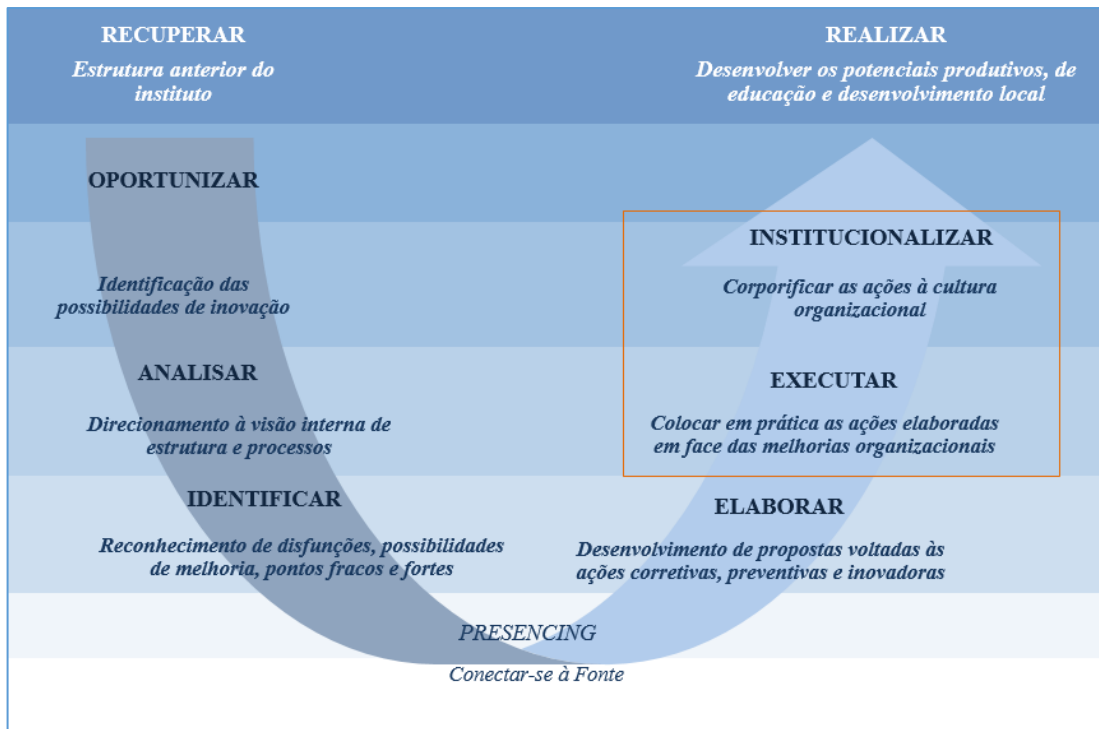 RECUPERAR
Estrutura anterior do
instituto
REALIZAR
Desenvolver os potenciais produtivos, de
educação e desenvolvimento local
OPORTUNIZAR
Identificação das
possibilidades de inovação
INSTITUCIONALIZAR
Corporificar as ações à cultura
organizacional
ANALISAR
Direcionamento à visão interna de
estrutura e processos
EXECUTAR
Colocar em prática as ações elaboradas
em face das melhorias organizacionais
IDENTIFICAR
Reconhecimento de disfunções, possibilidades
de melhoria, pontos fracos e fortes
ELABORAR
Desenvolvimento de propostas voltadas às
ações corretivas, preventivas e inovadoras
PRESENCING
Conectar-se à Fonte